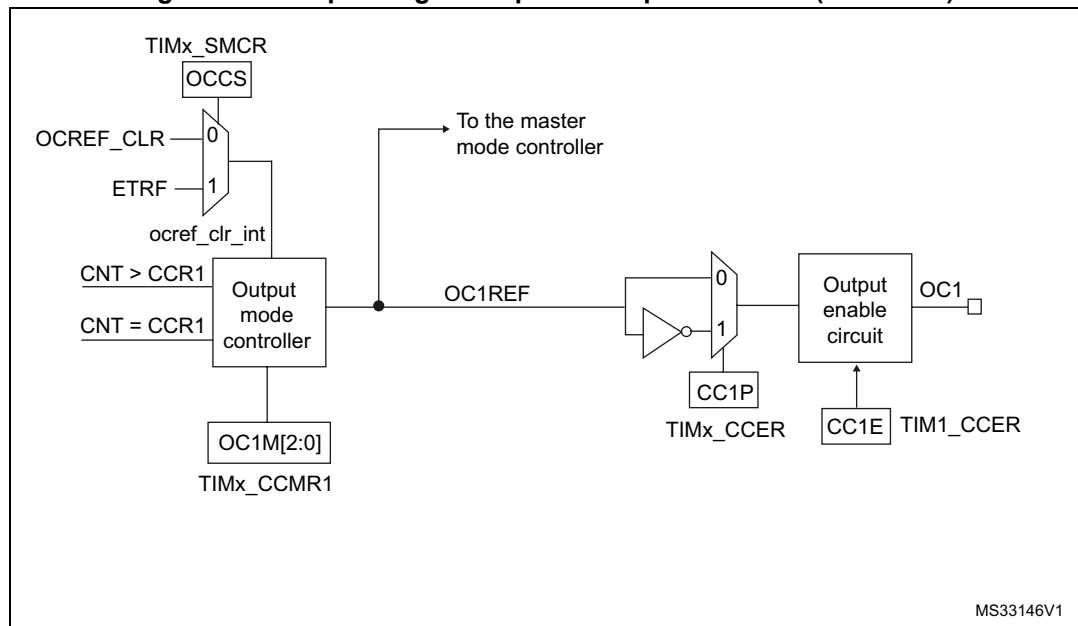 TIMx_SMCR
OCCS
OCREF_CLR
0
ETRF
1
ocref_clr_int
To the master
mode controller
CNT > CCR1
CNT = CCR1
Output
mode
controller
OC1REF
0
1
Output
enable
circuit
OC1
CC1P
TIMx_CCER
CC1E
TIM1_CCER
OC1M[2:0]
TIMx_CCMR1
MS33146V1